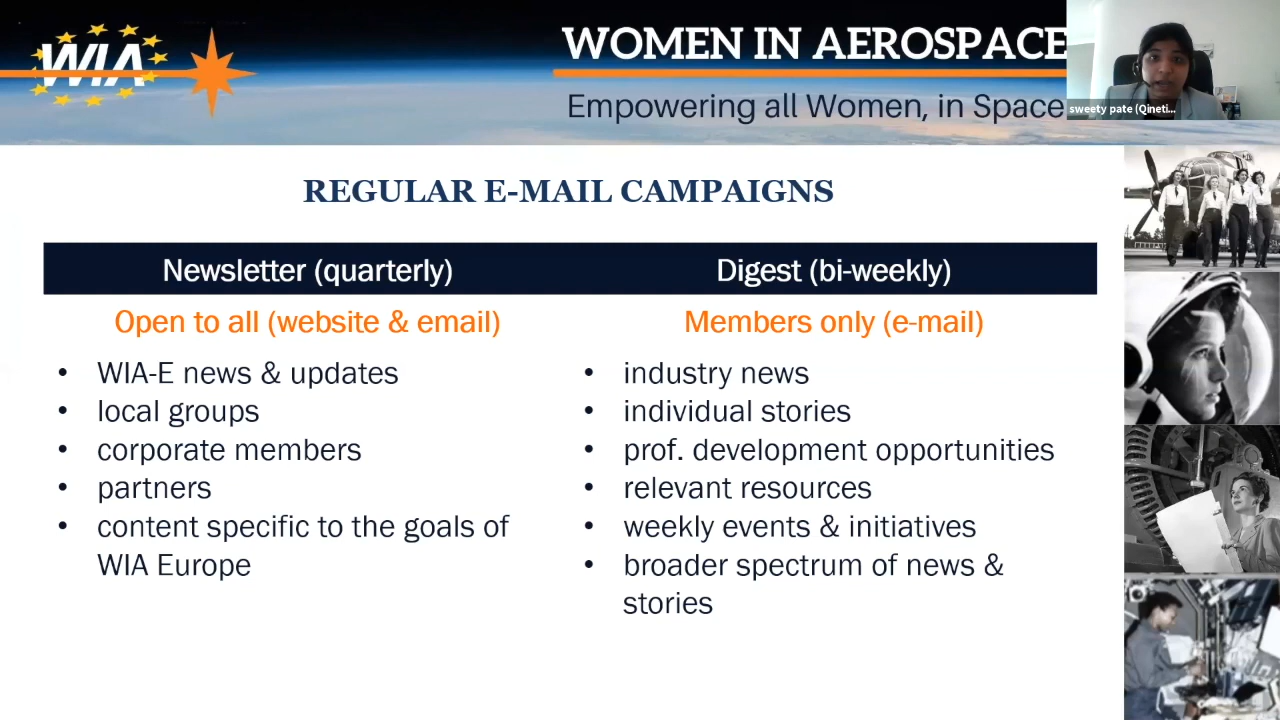 WIA
WOMEN IN AEROSPACE
Empowering all Women, in Space
sweety pate (Qineti...
REGULAR E-MAIL CAMPAIGNS
Newsletter (quarterly)
Digest (bi-weekly)
Open to all (website & email)
Members only (e-mail)
• WIA-E news & updates
• local groups
• corporate members
• partners
• content specific to the goals of
WIA Europe
• industry news
• individual stories
• prof. development opportunities
• relevant resources
• weekly events & initiatives
• broader spectrum of news &
stories